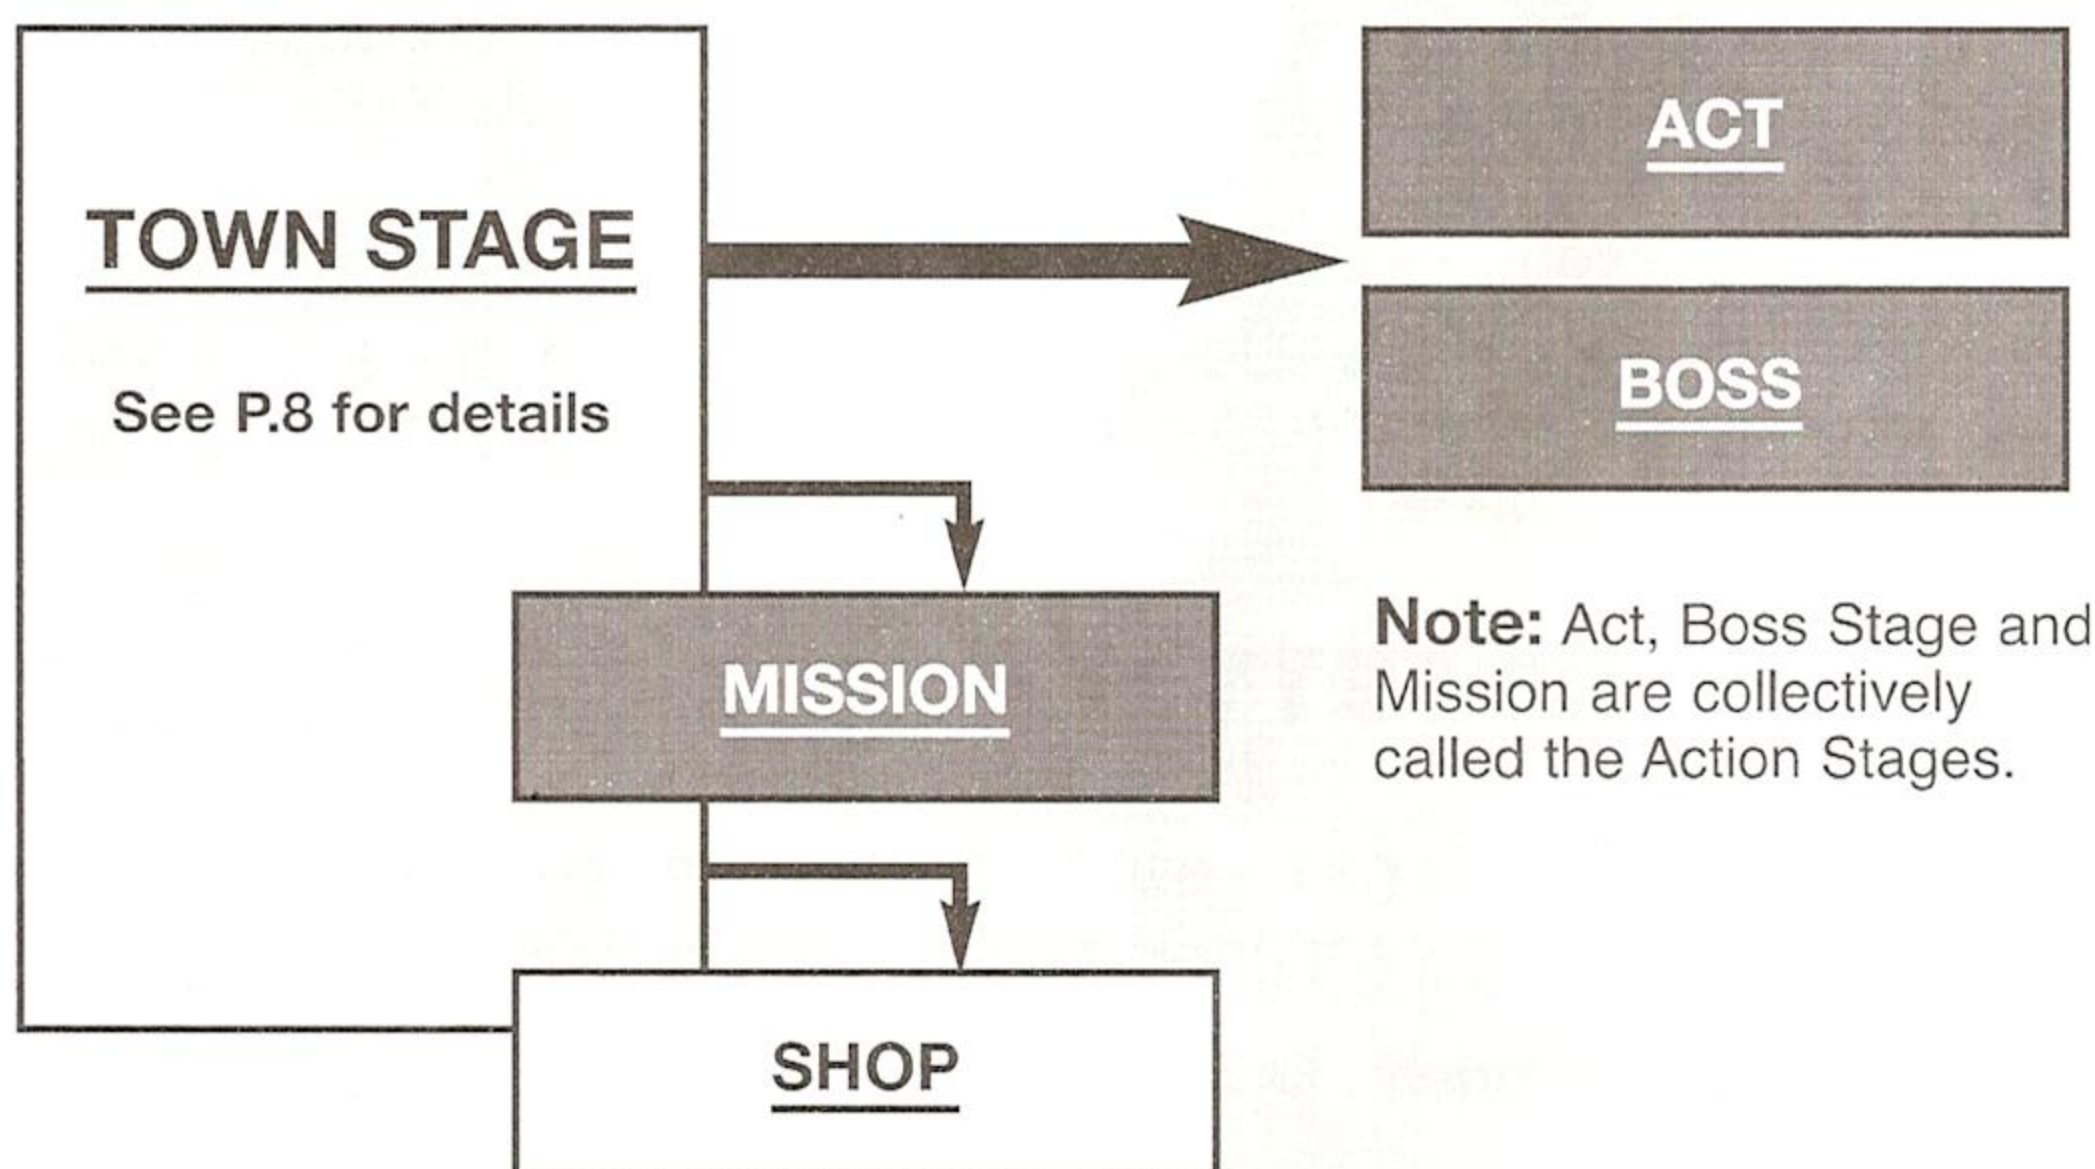 TOWN STAGE
See P.8 for details
ACT
BOSS
MISSION
Note: Act, Boss Stage and
Mission are collectively
called the Action Stages.
SHOP